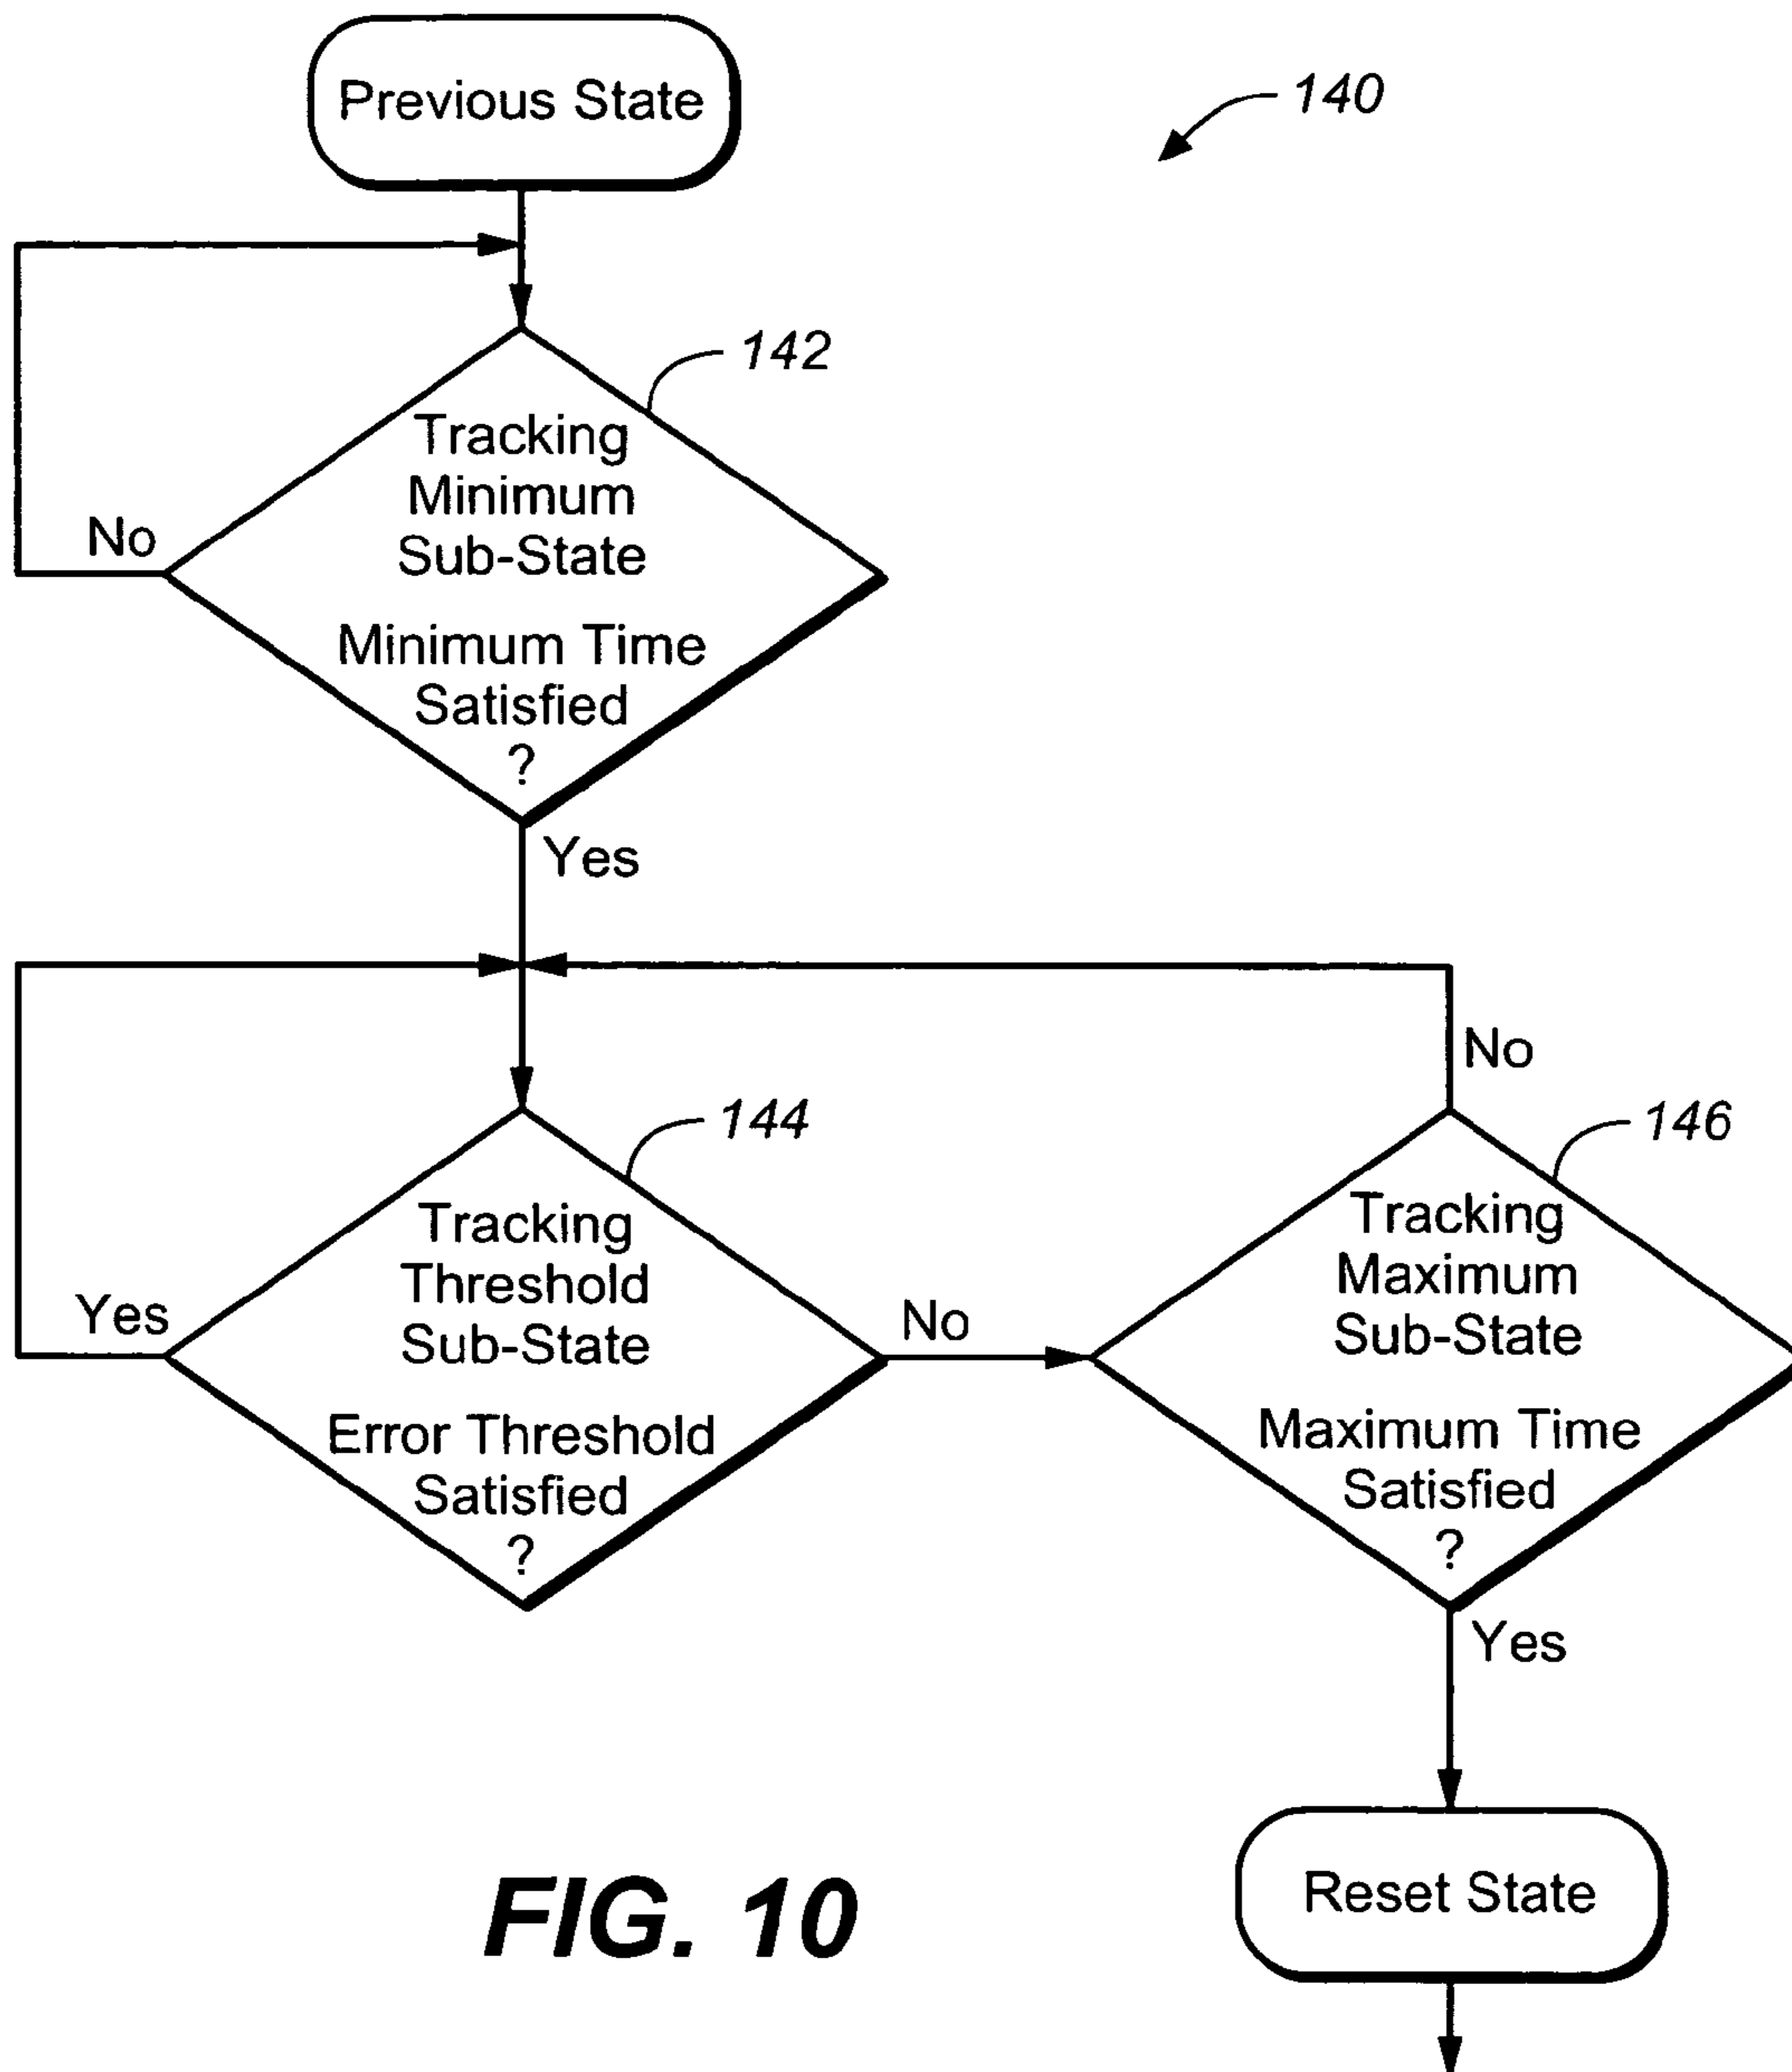 Previous State
140
142
Tracking
Minimum
Sub-State
Minimum Time
Satisfied
?
No
Yes
144
Tracking
Threshold
Sub-State
Error Threshold
Satisfied
?
Yes
No
146
Tracking
Maximum
Sub-State
Maximum Time
Satisfied
?
No
Yes
Reset State
FIG. 10